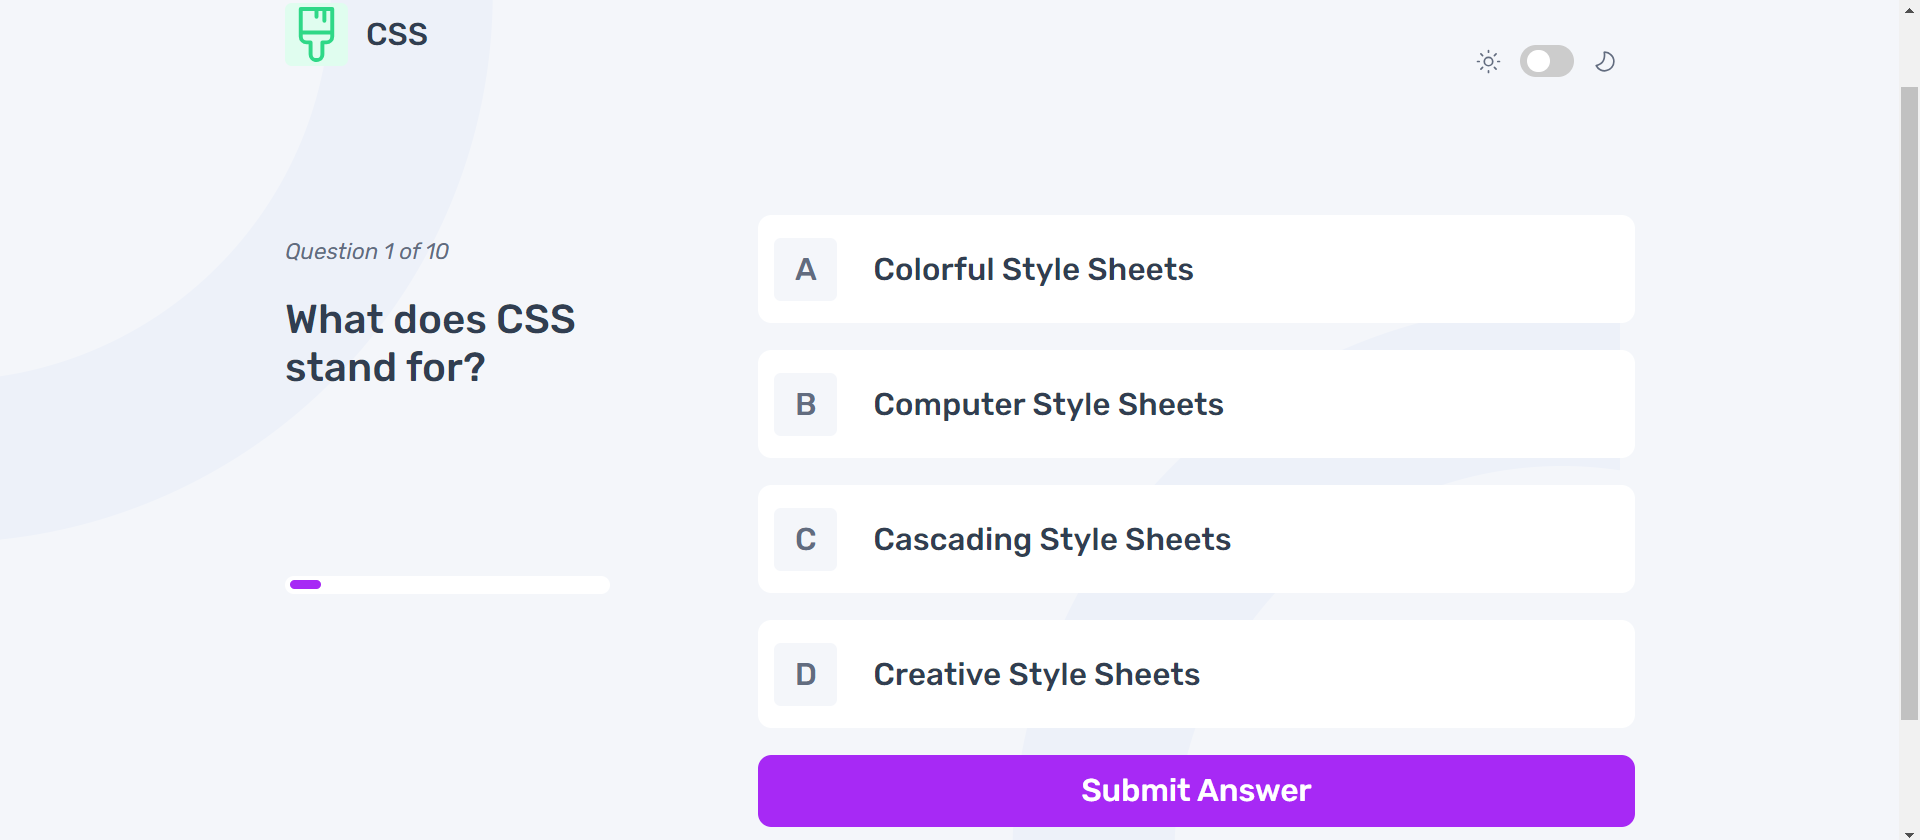 CSS
Question 1 of 10
What does CSS
stand for?
A Colorful Style Sheets
B Computer Style Sheets
C Cascading Style Sheets
D Creative Style Sheets
Submit Answer